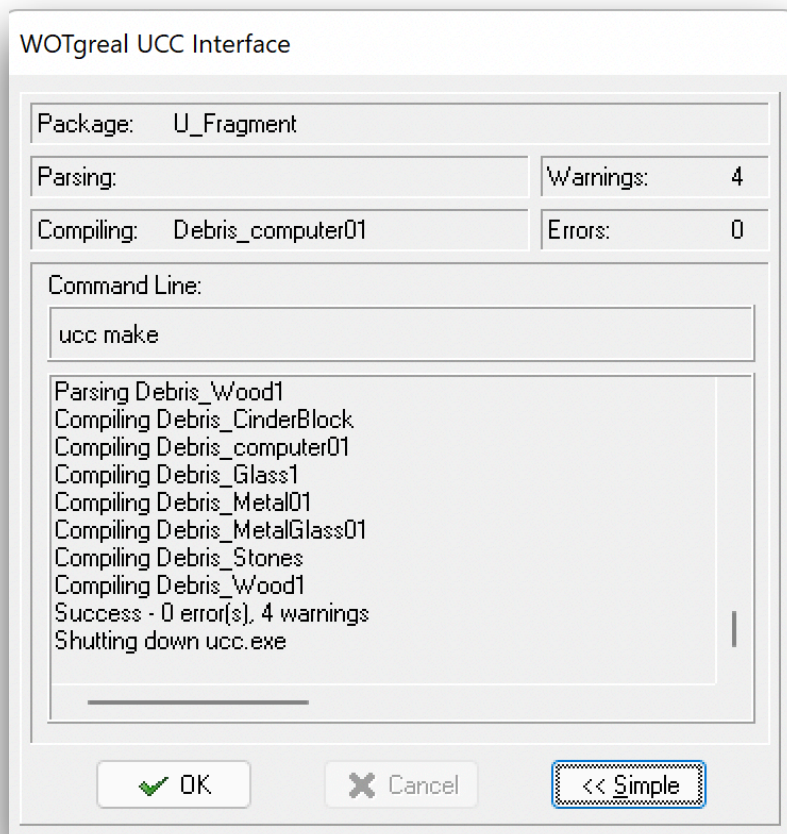 WOTgreal UCC Interface
Package: U_Fragment
Parsing:
Warnings: 4
Compiling: Debris_computer01
Errors: 0
Command Line:
ucc make
Parsing Debris_Wood1
Compiling Debris_CinderBlock
Compiling Debris_computer01
Compiling Debris_Glass1
Compiling Debris_Metal01
Compiling Debris_MetalGlass01
Compiling Debris_Stones
Compiling Debris_Wood1
Success - 0 error(s), 4 warnings
Shutting down ucc.exe
OK
Cancel
<< Simple